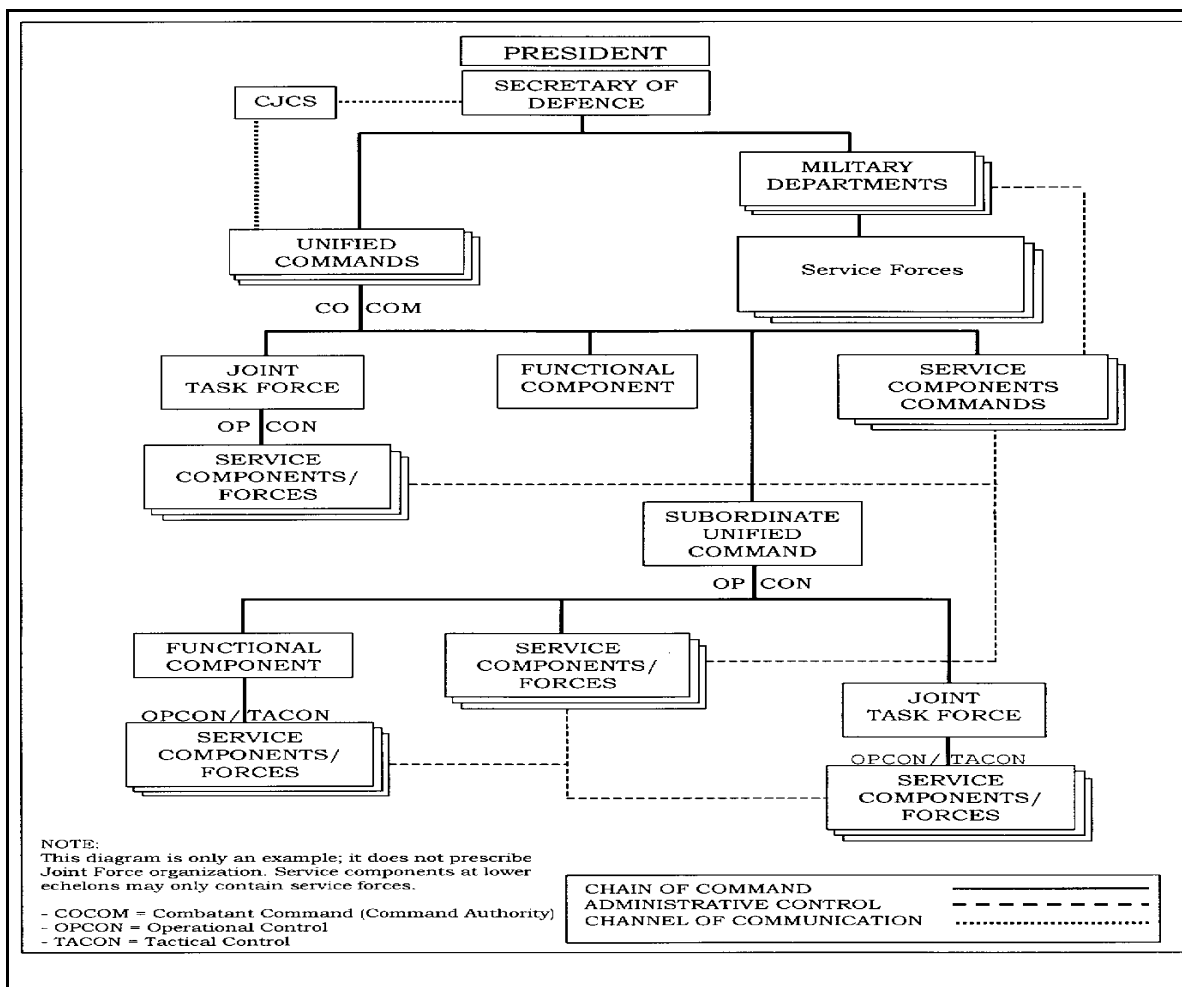 PRESIDENT
SECRETARY OF
DEFENCE
CJCS
MILITARY
DEPARTMENTS
UNIFIED
COMMANDS
Service Forces
CO COM
JOINT
TASK FORCE
FUNCTIONAL
COMPONENT
SERVICE
COMPONENTS
COMMANDS
OP CON
SERVICE
COMPONENTS/
FORCES
SUBORDINATE
UNIFIED
COMMAND
OP CON
FUNCTIONAL
COMPONENT
SERVICE
COMPONENTS/
FORCES
JOINT
TASK FORCE
OPCON/ TACON
SERVICE
COMPONENTS/
FORCES
OPCON/ TACON
SERVICE
COMPONENTS/
FORCES
NOTE:
This diagram is only an example; it does not prescribe
Joint Force organization. Service components at lower
echelons may only contain service forces.
- COCOM = Combatant Command (Command Authority)
- OPCON = Operational Control
- TACON = Tactical Control
CHAIN OF COMMAND
ADMINISTRATIVE CONTROL
CHANNEL OF COMMUNICATION